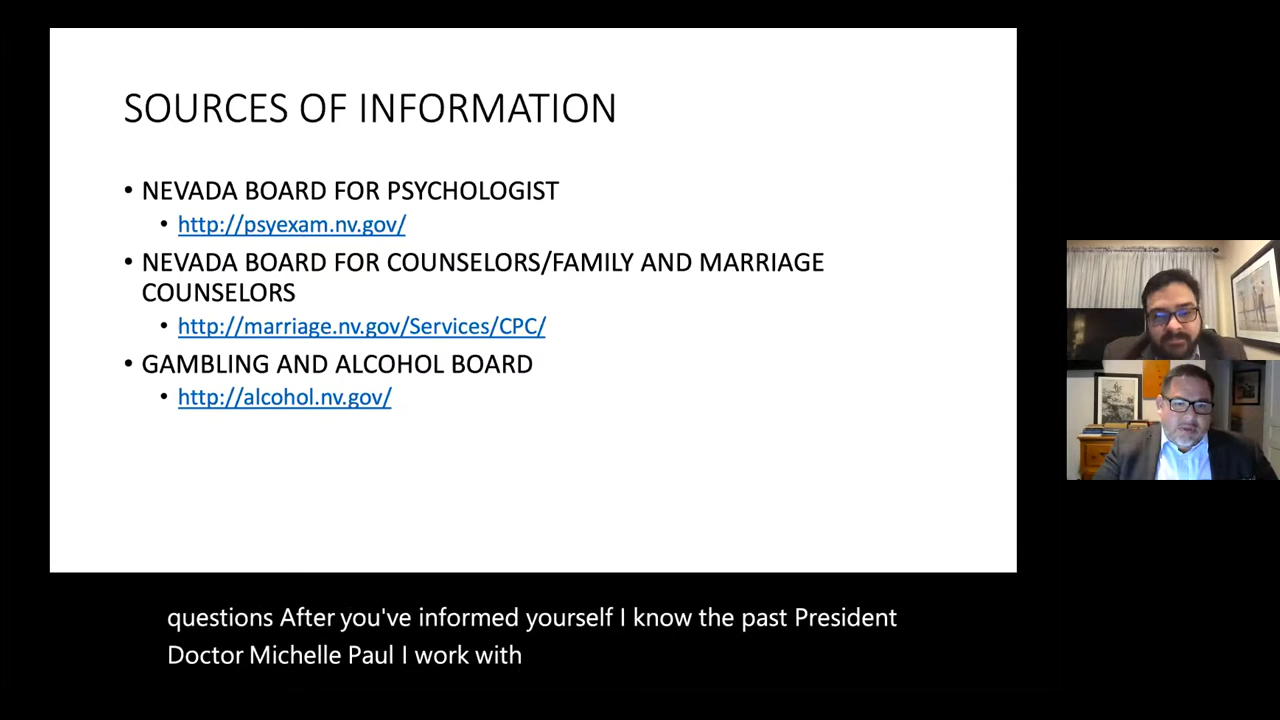 SOURCES OF INFORMATION
• NEVADA BOARD FOR PSYCHOLOGIST
• http://psyexam.nv.gov/
• NEVADA BOARD FOR COUNSELORS/FAMILY AND MARRIAGE
COUNSELORS
• http://marriage.nv.gov/Services/CPC/
• GAMBLING AND ALCOHOL BOARD
• http://alcohol.nv.gov/
questions After you've informed yourself I know the past President
Doctor Michelle Paul I work with